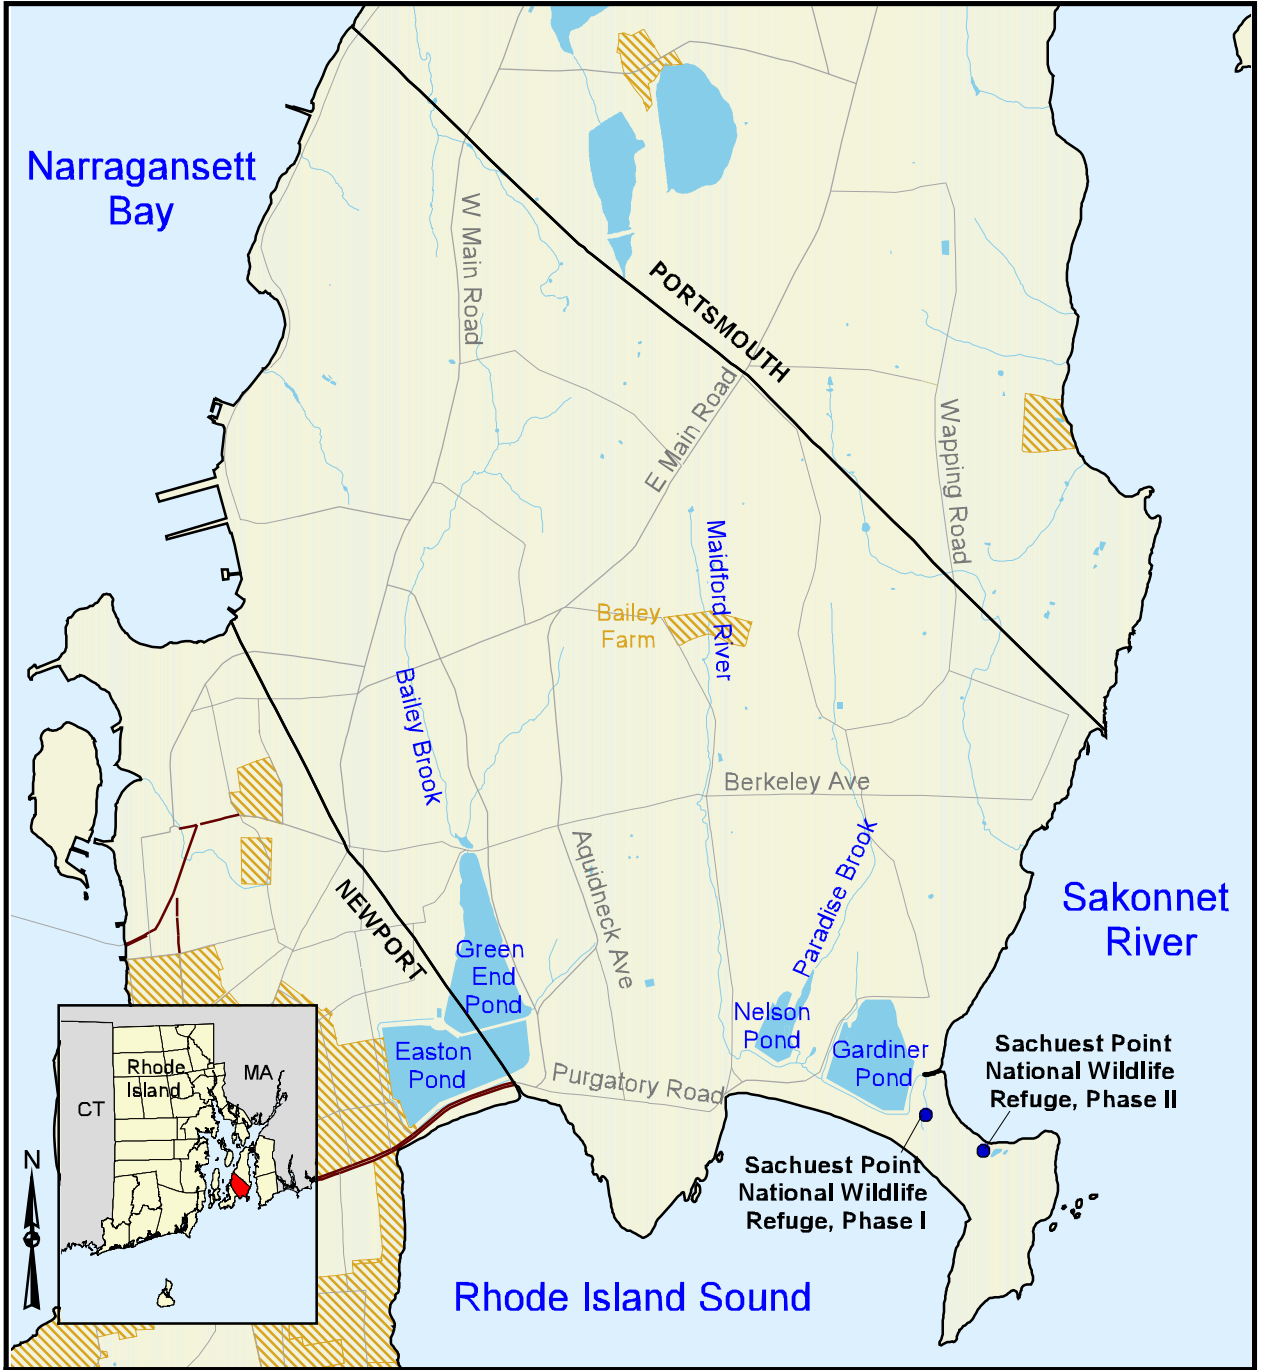 Narragansett
Bay
W Main Road
PORTSMOUTH
E Main Road
Wapping Road
Maidford River
Bailey
Farm
Bailey Brook
Berkeley Ave
Aquidneck Ave
Paradise Brook
Sakonnet
River
NEWPORT
Green
End
Pond
Nelson
Pond
Easton
Pond
Gardiner
Pond
Purgatory Road
Sachuest Point
National Wildlife
Refuge, Phase II
Sachuest Point
National Wildlife
Refuge, Phase I
Rhode
Island
MA
CT
N
Rhode Island Sound